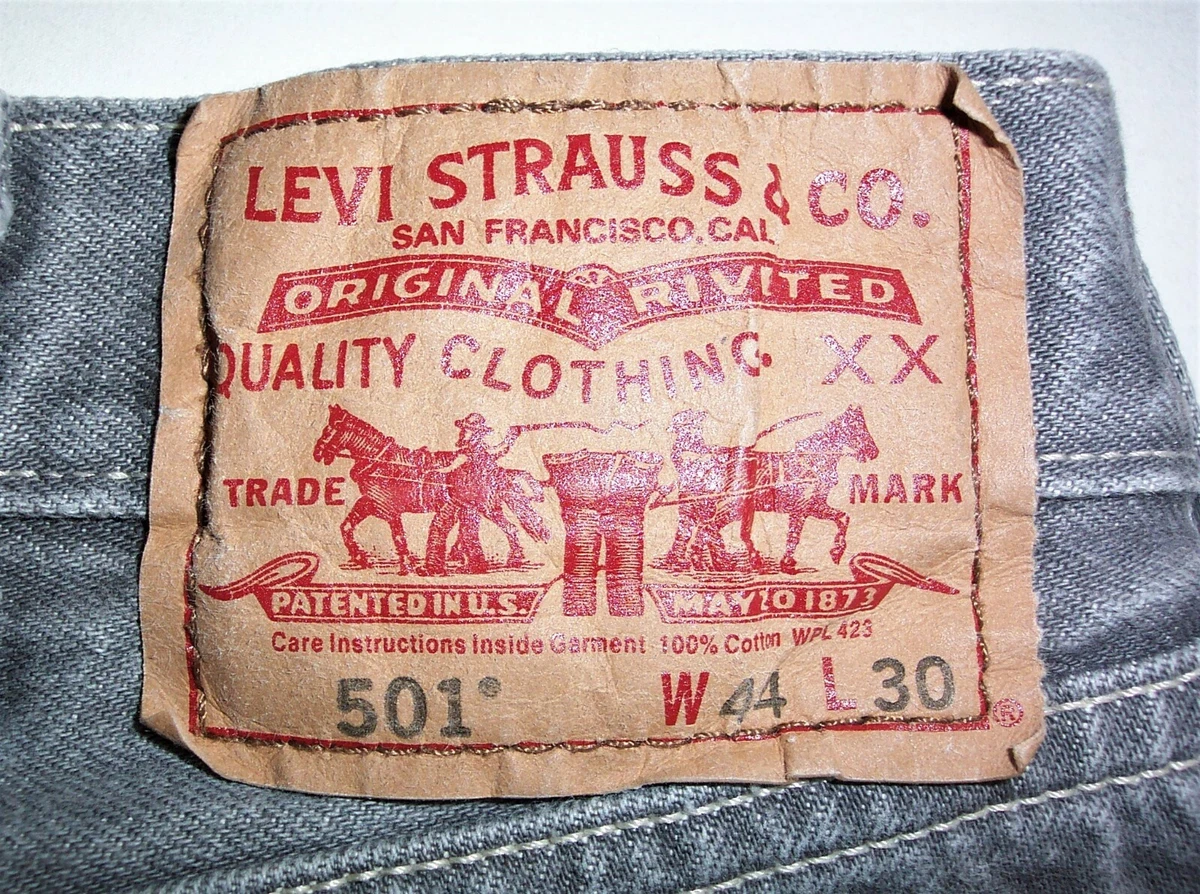 LEVI STRAUSS & CO.
SAN FRANCISCO, CAL
ORIGINAL RIVITED
QUALITY CLOTHING XX
TRADE MARK
PATENTED IN U.S. MAY 20 1873
Care Instructions Inside Garment 100% Cotton WPL 423
501® W 44 L 30 ®